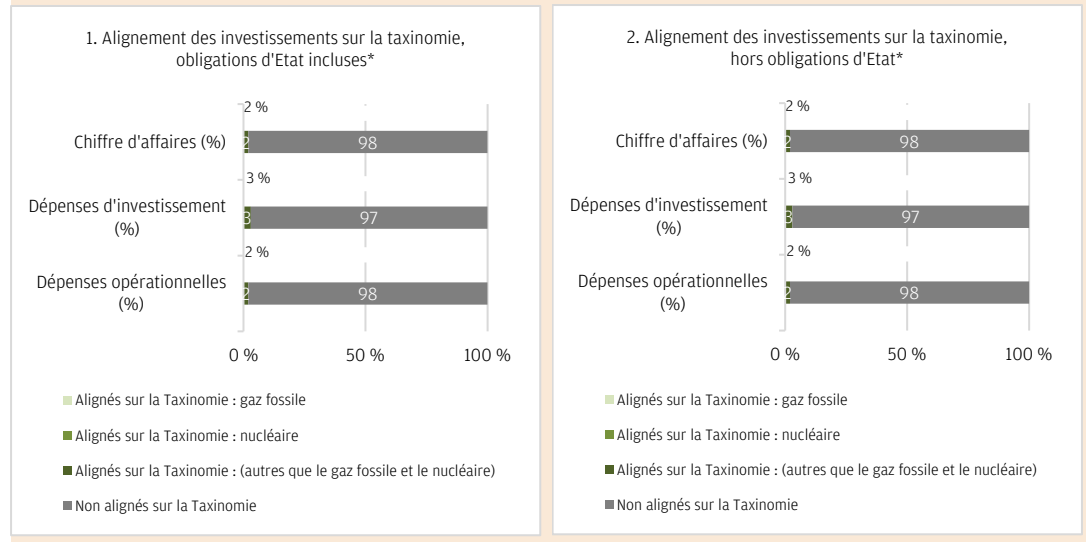 1. Alignement des investissements sur la taxinomie,
obligations d'Etat incluses*
2 %
Chiffre d'affaires (%)
2
98
3 %
Dépenses d'investissement
(%)
3
97
2 %
Dépenses opérationnelles
(%)
2
98
0 %
50 %
100 %
Alignés sur la Taxinomie : gaz fossile
Alignés sur la Taxinomie : nucléaire
Alignés sur la Taxinomie : (autres que le gaz fossile et le nucléaire)
Non alignés sur la Taxinomie
2. Alignement des investissements sur la taxinomie,
hors obligations d'Etat*
2 %
Chiffre d'affaires (%)
2
98
3 %
Dépenses d'investissement
(%)
3
97
2 %
Dépenses opérationnelles
(%)
2
98
0 %
50 %
100 %
Alignés sur la Taxinomie : gaz fossile
Alignés sur la Taxinomie : nucléaire
Alignés sur la Taxinomie : (autres que le gaz fossile et le nucléaire)
Non alignés sur la Taxinomie